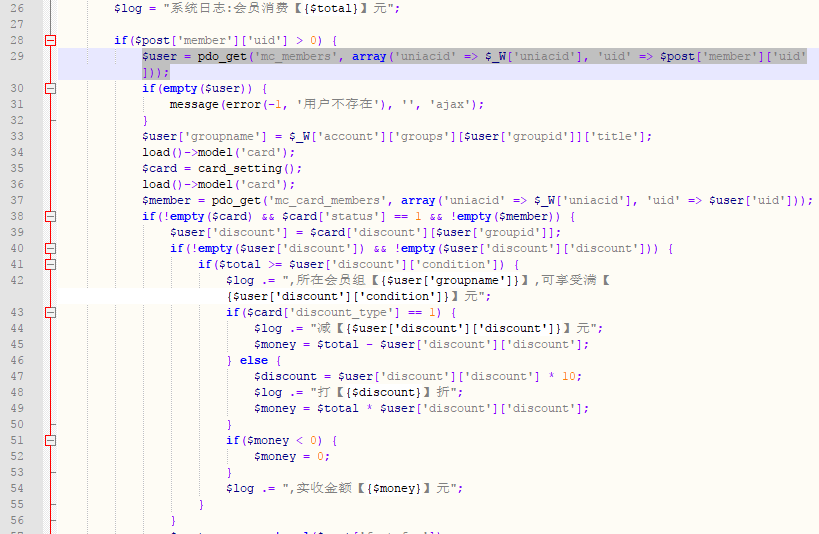 26 $log = "系统日志:会员消费【{$total}】元";
27
28 if($post['member']['uid'] > 0) {
29 $user = pdo_get('mc_members', array('uniacid' => $_W['uniacid'], 'uid' => $post['member']['uid'
]));
30 if(empty($user)) {
31 message(error(-1, '用户不存在'), '', 'ajax');
32 }
33 $user['groupname'] = $_W['account']['groups'][$user['groupid']]['title'];
34 load()->model('card');
35 $card = card_setting();
36 load()->model('card');
37 $member = pdo_get('mc_card_members', array('uniacid' => $_W['uniacid'], 'uid' => $user['uid']));
38 if(!empty($card) && $card['status'] == 1 && !empty($member)) {
39 $user['discount'] = $card['discount'][$user['groupid']];
40 if(!empty($user['discount']) && !empty($user['discount']['discount'])) {
41 if($total >= $user['discount']['condition']) {
42 $log .= ",所在会员组【{$user['groupname']}】,可享受满【
{$user['discount']['condition']}】元";
43 if($card['discount_type'] == 1) {
44 $log .= "减【{$user['discount']['discount']}】元";
45 $money = $total - $user['discount']['discount'];
46 } else {
47 $discount = $user['discount']['discount'] * 10;
48 $log .= "打【{$discount}】折";
49 $money = $total * $user['discount']['discount'];
50 }
51 if($money < 0) {
52 $money = 0;
53 }
54 $log .= ",实收金额【{$money}】元";
55 }
56 }